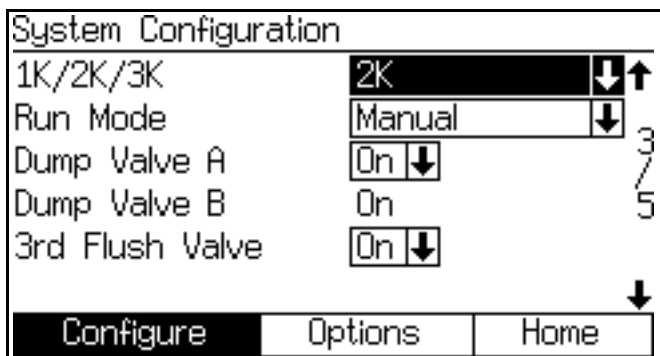 System Configuration
1K/2K/3K 2K
Run Mode Manual
Dump Valve A On
Dump Valve B On
3rd Flush Valve On
3/5
Configure Options Home